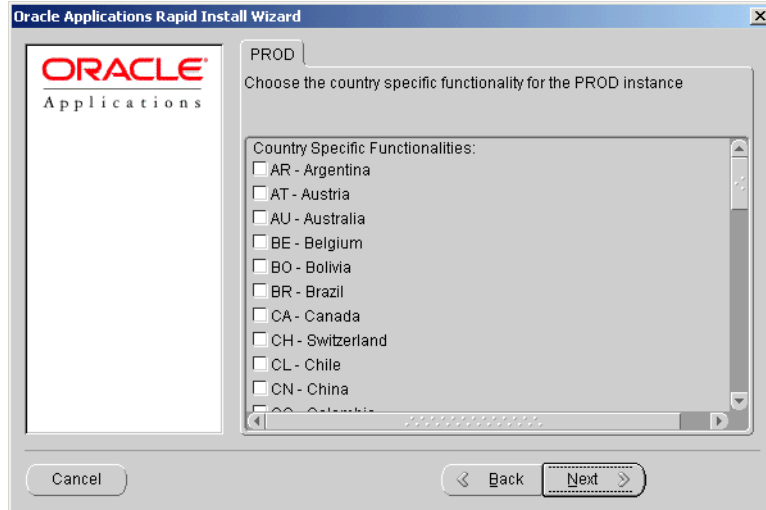 Oracle Applications Rapid Install Wizard
ORACLE
Applications
PROD
Choose the country specific functionality for the PROD instance
Country Specific Functionalities:
AR - Argentina
AT - Austria
AU - Australia
BE - Belgium
BO - Bolivia
BR - Brazil
CA - Canada
CH - Switzerland
CL - Chile
CN - China
Cancel
Back
Next